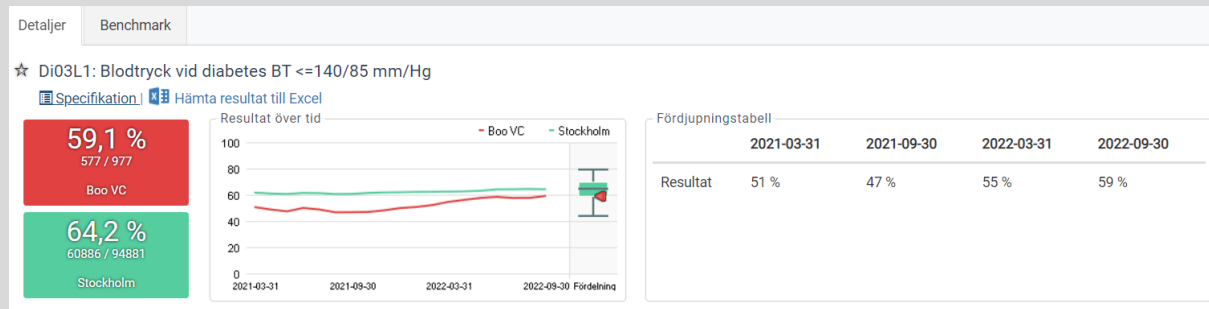 Detaljer Benchmark
Di03L1: Blodtryck vid diabetes BT <=140/85 mm/Hg
Specifikation | Hämta resultat till Excel
59,1 %
577 / 977
Boo VC
64,2 %
60886 / 94881
Stockholm
Resultat över tid
Boo VC Stockholm
100
80
60
40
20
0
2021-03-31 2021-09-30 2022-03-31 2022-09-30 Fördelning
Fördjupningstabell
2021-03-31 2021-09-30 2022-03-31 2022-09-30
Resultat 51 % 47 % 55 % 59 %